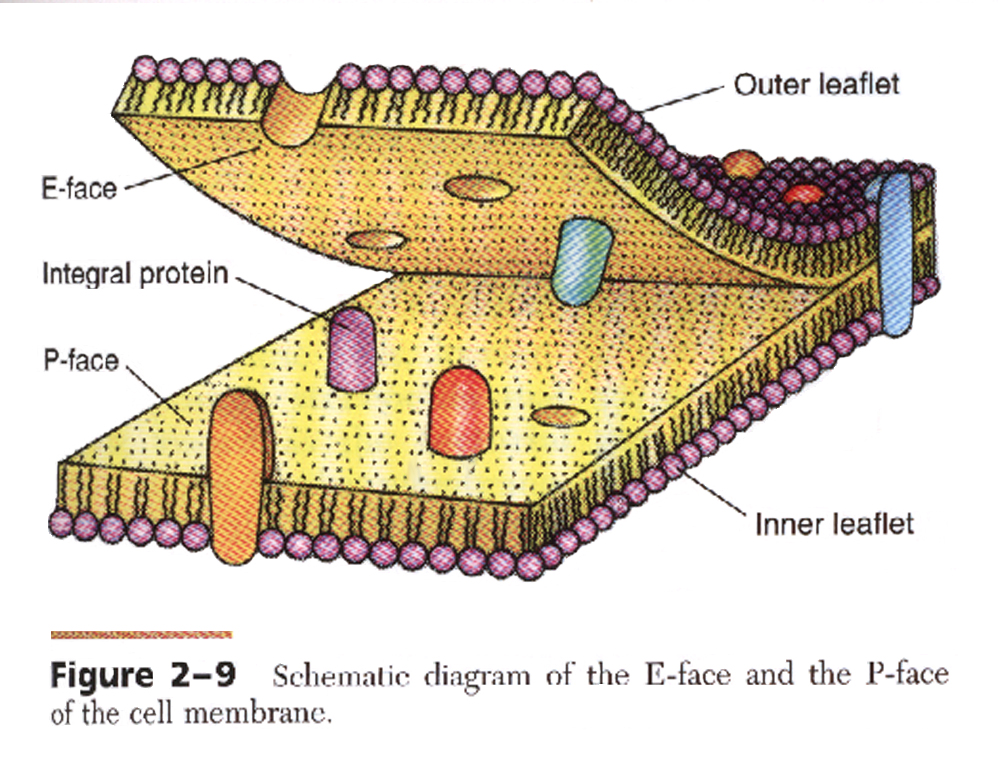 Outer leaflet
E-face
Integral protein
P-face
Inner leaflet
Figure 2–9 Schematic diagram of the E-face and the P-face
of the cell membrane.